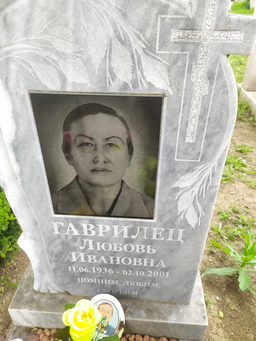 ГАВРИЛЕЦ
ЛЮБОВЬ
ИВАНОВНА
11.06.1936 - 02.10.2001
ПОМНИМ, ЛЮБИМ,
СКОРБИМ